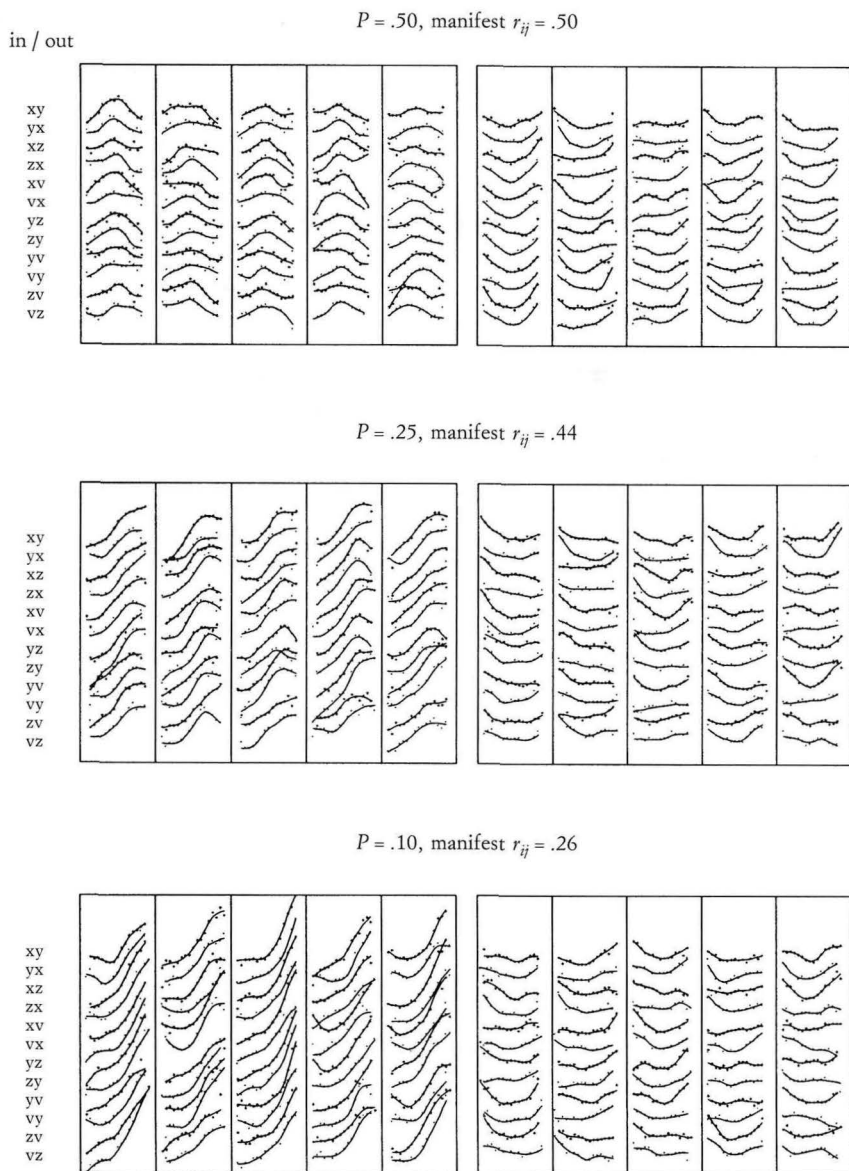 P = .50, manifest r_ij = .50
in / out
xy
yx
xz
zx
xv
vx
yz
zy
yv
vy
zv
vz
P = .25, manifest r_ij = .44
xy
yx
xz
zx
xv
vx
yz
zy
yv
vy
zv
vz
P = .10, manifest r_ij = .26
xy
yx
xz
zx
xv
vx
yz
zy
yv
vy
zv
vz